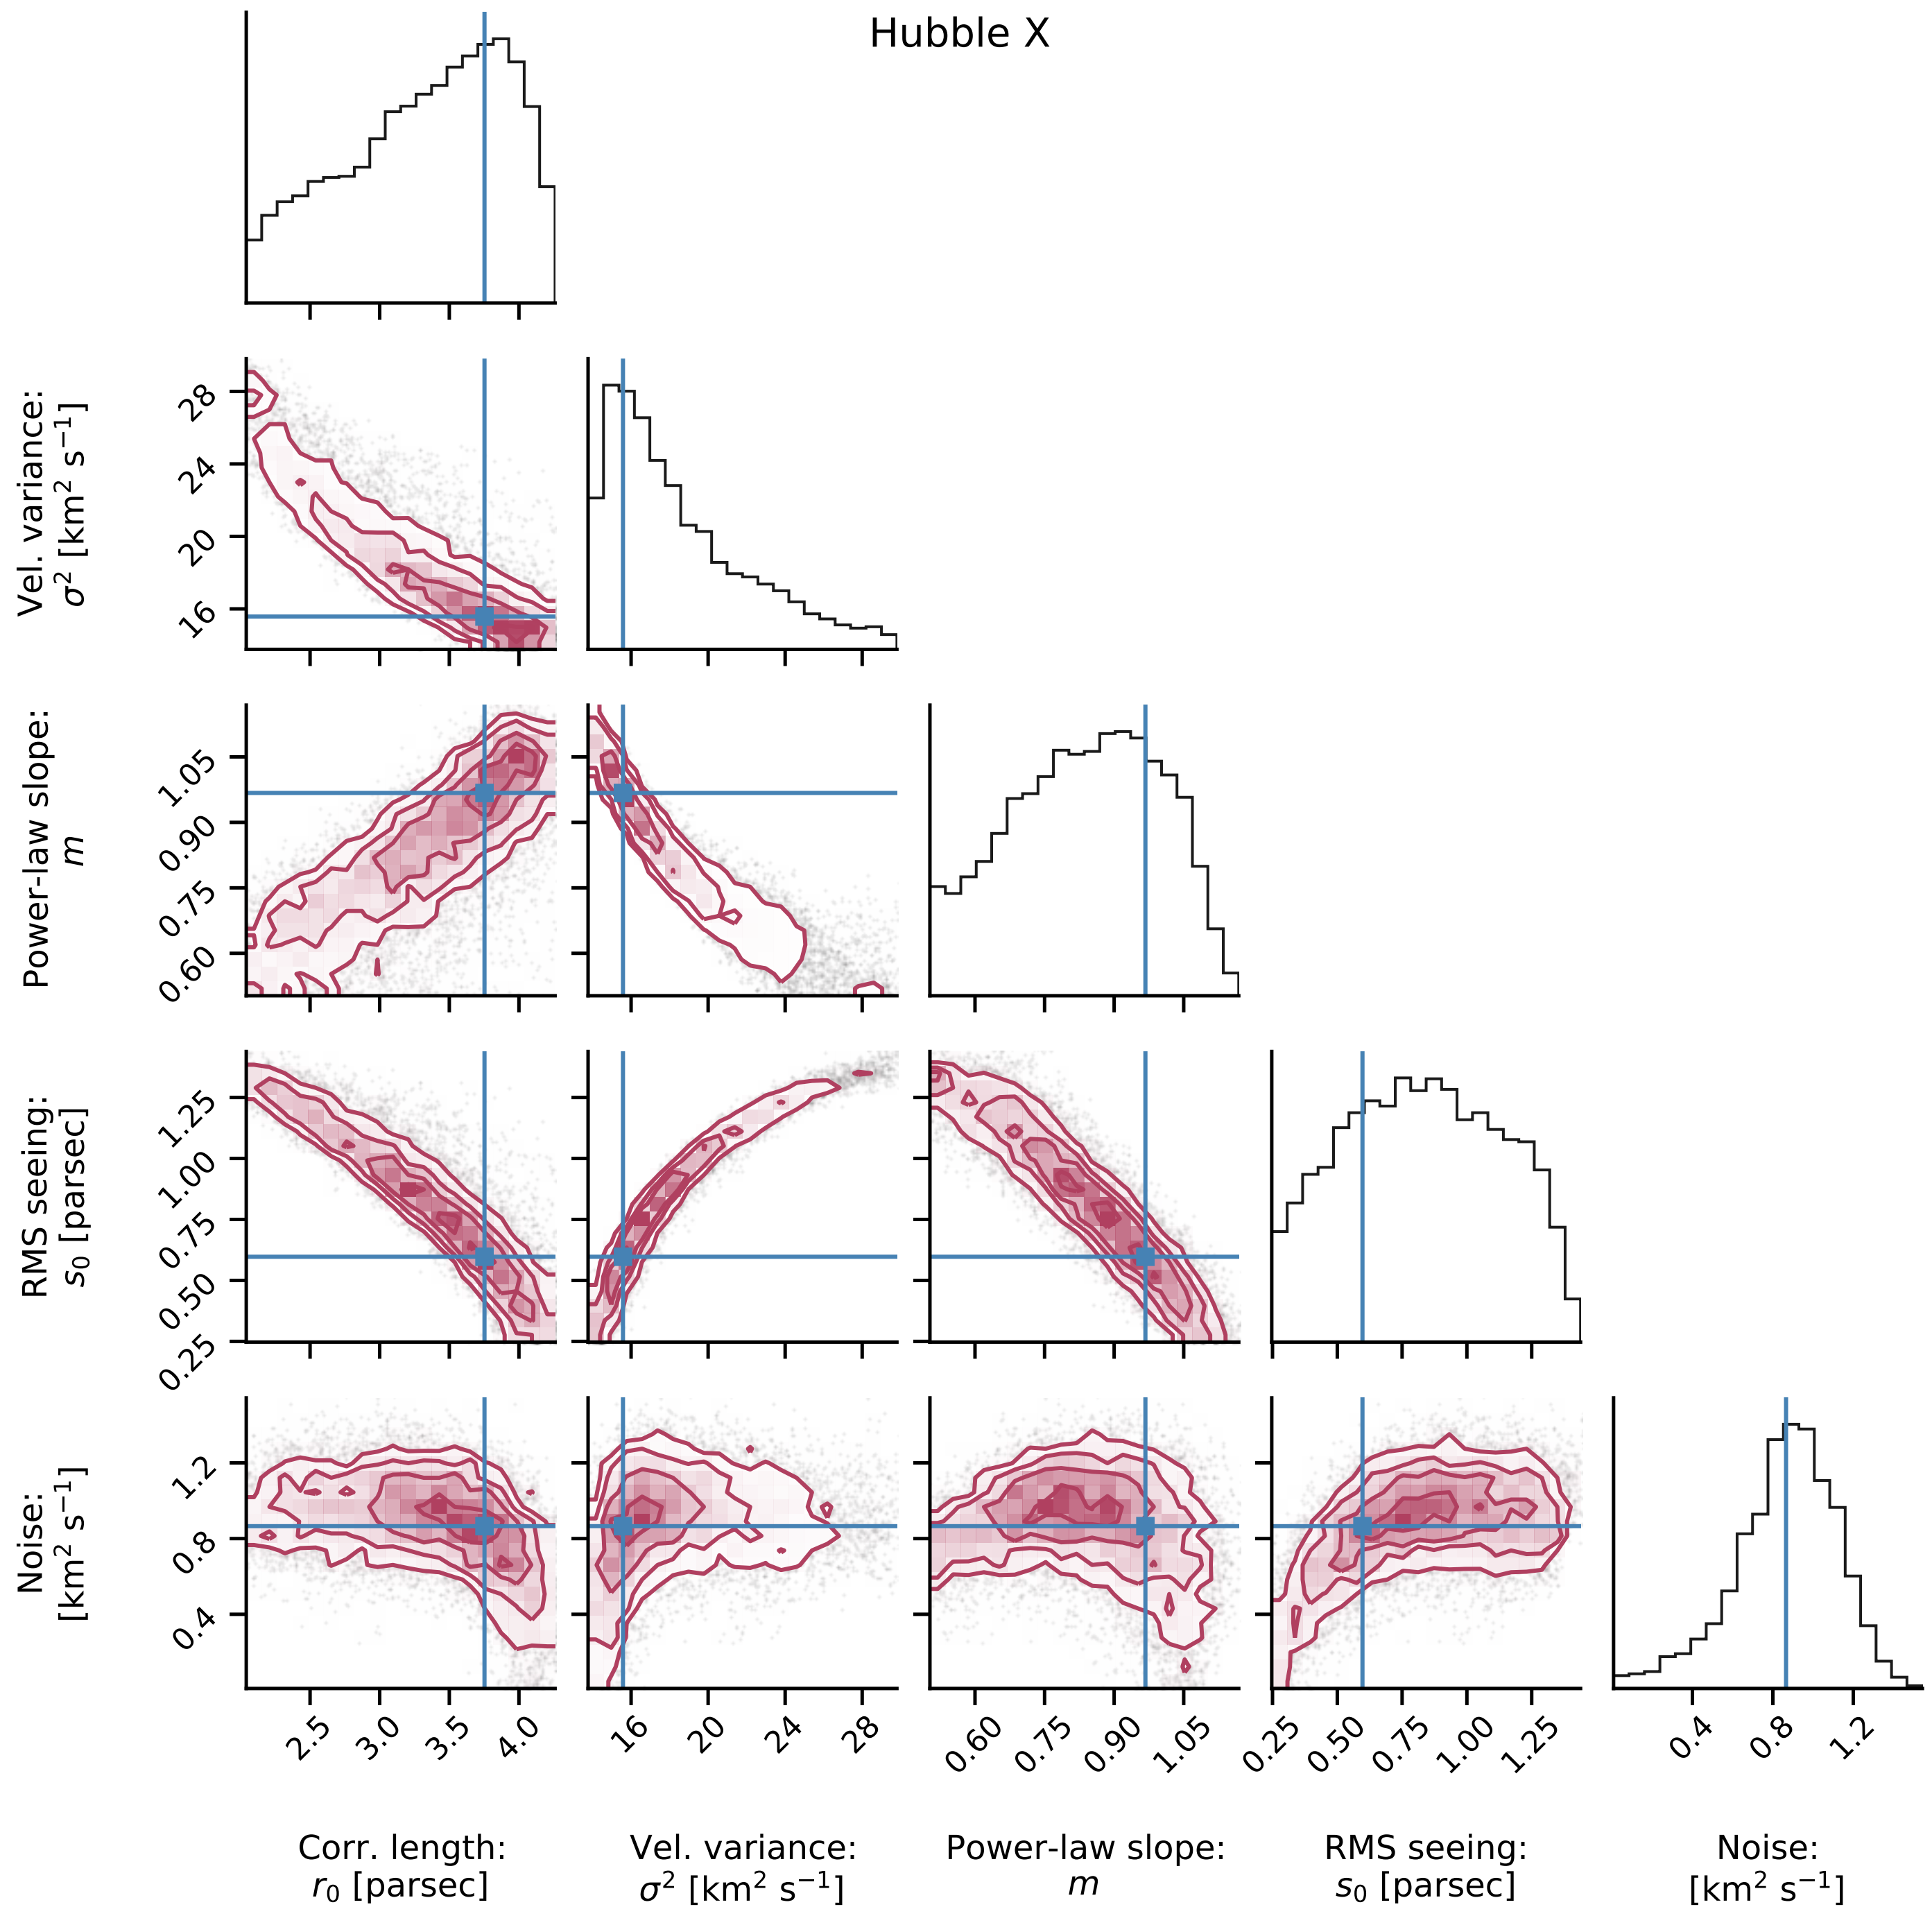 Hubble X
Vel. variance:
σ² [km² s⁻¹]
28
24
20
16
Power-law slope:
m
1.05
0.90
0.75
0.60
RMS seeing:
s₀ [parsec]
1.25
1.00
0.75
0.50
0.25
Noise:
[km² s⁻¹]
1.2
0.8
0.4
2.5 3.0 3.5 4.0 16 20 24 28 0.60 0.75 0.90 1.05 0.25 0.50 0.75 1.00 1.25 0.4 0.8 1.2
Corr. length: Vel. variance: Power-law slope: RMS seeing: Noise:
r₀ [parsec] σ² [km² s⁻¹] m s₀ [parsec] [km² s⁻¹]